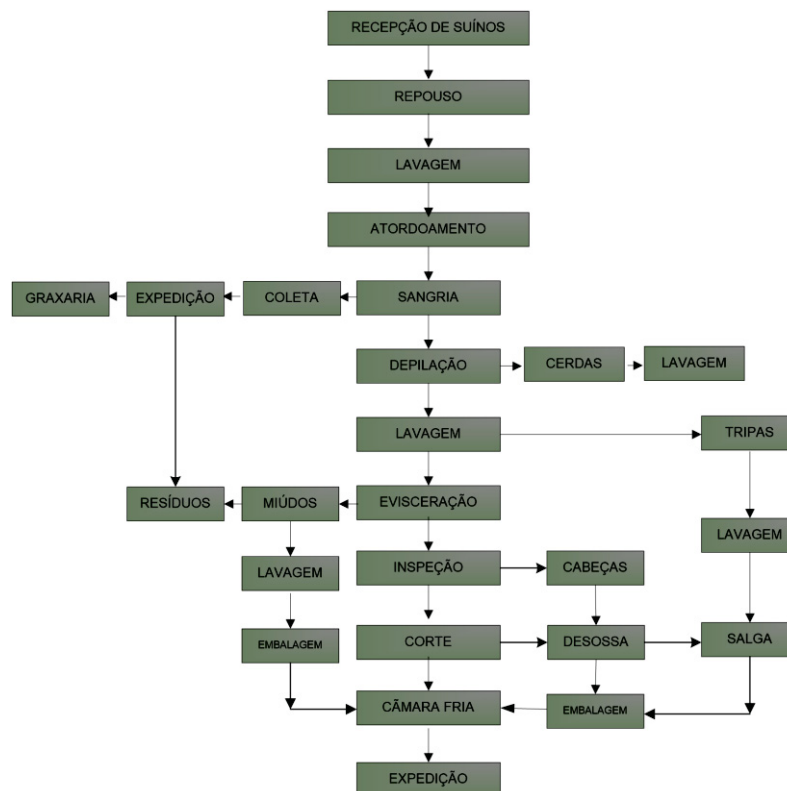 RECEPÇÃO DE SUÍNOS
REPOUSO
LAVAGEM
ATORDOAMENTO
GRAXARIA
EXPEDIÇÃO
COLETA
SANGRIA
DEPILAÇÃO
CERDAS
LAVAGEM
LAVAGEM
TRIPAS
RESÍDUOS
MIÚDOS
EVISCERAÇÃO
LAVAGEM
LAVAGEM
INSPEÇÃO
CABEÇAS
EMBALAGEM
CORTE
DESOSSA
SALGA
CÃMARA FRIA
EMBALAGEM
EXPEDIÇÃO